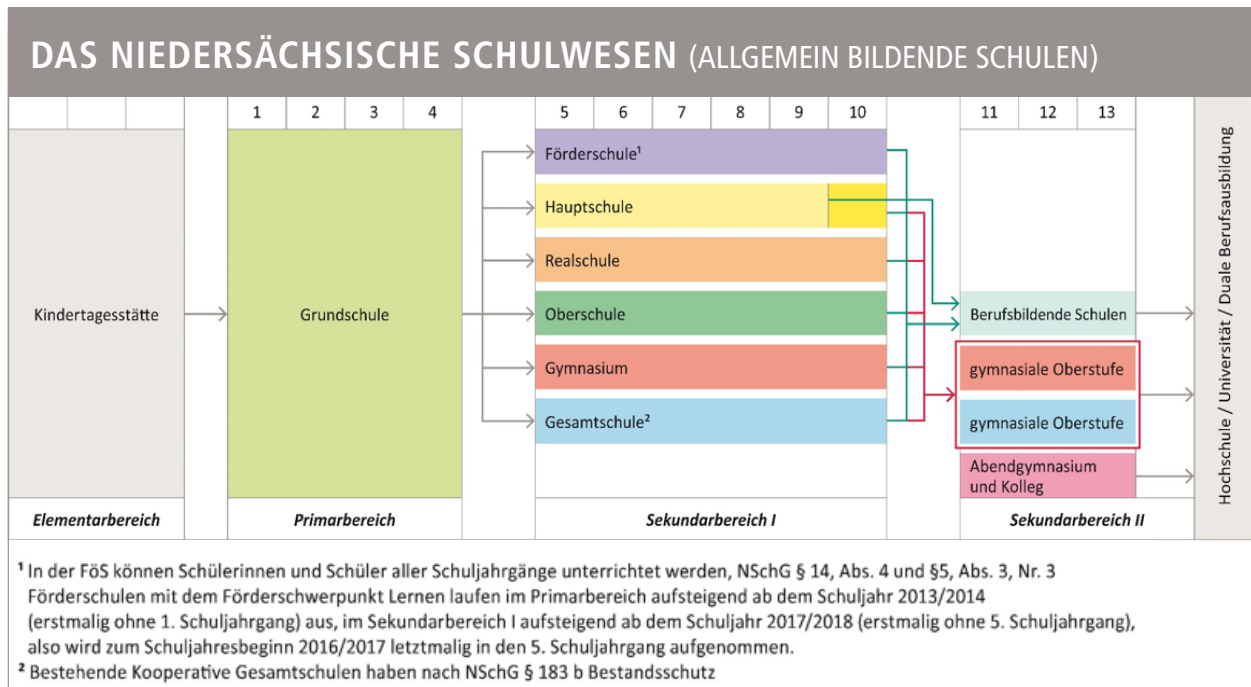 DAS NIEDERSÄCHSISCHE SCHULWESEN (ALLGEMEIN BILDENDE SCHULEN)
1 2 3 4 5 6 7 8 9 10 11 12 13
Kindertagesstätte
Grundschule
Förderschule¹
Hauptschule
Realschule
Oberschule
Gymnasium
Gesamtschule²
Berufsbildende Schulen
gymnasiale Oberstufe
gymnasiale Oberstufe
Abendgymnasium
und Kolleg
Hochschule / Universität / Duale Berufsausbildung
Elementarbereich Primarbereich Sekundarbereich I Sekundarbereich II
¹ In der FöS können Schülerinnen und Schüler aller Schuljahrgänge unterrichtet werden, NSchG § 14, Abs. 4 und §5, Abs. 3, Nr. 3
Förderschulen mit dem Förderschwerpunkt Lernen laufen im Primarbereich aufsteigend ab dem Schuljahr 2013/2014
(erstmalig ohne 1. Schuljahrgang) aus, im Sekundarbereich I aufsteigend ab dem Schuljahr 2017/2018 (erstmalig ohne 5. Schuljahrgang),
also wird zum Schuljahresbeginn 2016/2017 letztmalig in den 5. Schuljahrgang aufgenommen.
² Bestehende Kooperative Gesamtschulen haben nach NSchG § 183 b Bestandsschutz